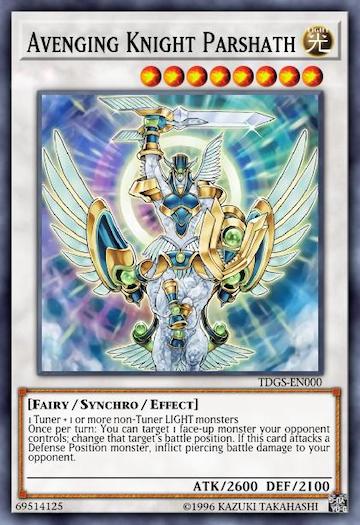 AVENGING KNIGHT PARSHATH
LIGHT
光
TDGS-EN000
[FAIRY / SYNCHRO / EFFECT]
1 Tuner + 1 or more non-Tuner LIGHT monsters
Once per turn: You can target 1 face-up monster your opponent
controls; change that target's battle position. If this card attacks a
Defense Position monster, inflict piercing battle damage to your
opponent.
ATK/2600 DEF/2100
69514125
©1996 KAZUKI TAKAHASHI